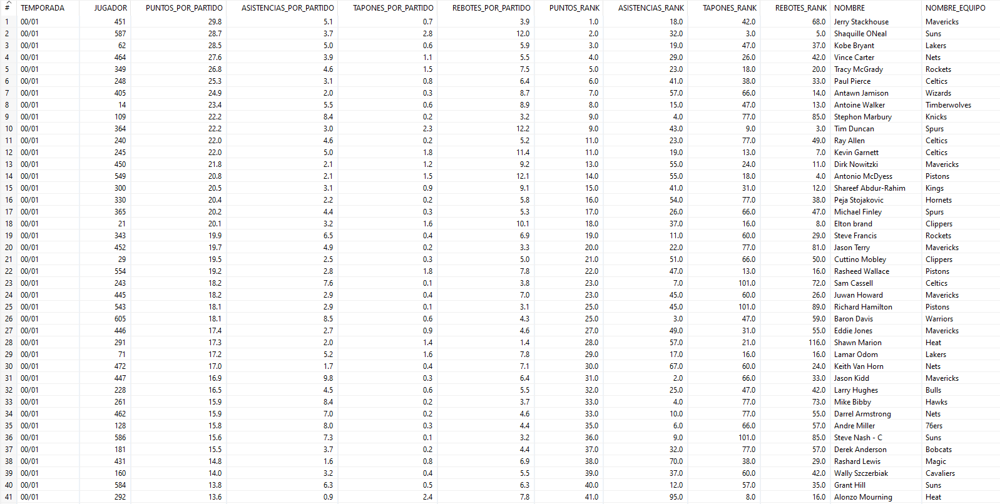 # TEMPORADA JUGADOR PUNTOS_POR_PARTIDO ASISTENCIAS_POR_PARTIDO TAPONES_POR_PARTIDO REBOTES_POR_PARTIDO PUNTOS_RANK ASISTENCIAS_RANK TAPONES_RANK REBOTES_RANK NOMBRE NOMBRE_EQUIPO
1 00/01 451 29.8 5.1 0.7 3.9 1.0 18.0 42.0 68.0 Jerry Stackhouse Mavericks
2 00/01 587 28.7 3.7 2.8 12.0 2.0 32.0 3.0 5.0 Shaquille ONeal Suns
3 00/01 62 28.5 5.0 0.6 5.9 3.0 19.0 47.0 37.0 Kobe Bryant Lakers
4 00/01 464 27.6 3.9 1.1 5.5 4.0 29.0 26.0 42.0 Vince Carter Nets
5 00/01 349 26.8 4.6 1.5 7.5 5.0 23.0 18.0 20.0 Tracy McGrady Rockets
6 00/01 248 25.3 3.1 0.8 6.4 6.0 41.0 38.0 33.0 Paul Pierce Celtics
7 00/01 405 24.9 2.0 0.3 8.7 7.0 57.0 66.0 14.0 Antawn Jamison Wizards
8 00/01 14 23.4 5.5 0.6 8.9 8.0 15.0 47.0 13.0 Antoine Walker Timberwolves
9 00/01 109 22.2 8.4 0.2 3.2 9.0 4.0 77.0 85.0 Stephon Marbury Knicks
10 00/01 364 22.2 3.0 2.3 12.2 9.0 43.0 9.0 3.0 Tim Duncan Spurs
11 00/01 240 22.0 4.6 0.2 5.2 11.0 23.0 77.0 49.0 Ray Allen Celtics
12 00/01 245 22.0 5.0 1.8 11.4 11.0 19.0 13.0 7.0 Kevin Garnett Celtics
13 00/01 450 21.8 2.1 1.2 9.2 13.0 55.0 24.0 11.0 Dirk Nowitzki Mavericks
14 00/01 549 20.8 2.1 1.5 12.1 14.0 55.0 18.0 4.0 Antonio McDyess Pistons
15 00/01 300 20.5 3.1 0.9 9.1 15.0 41.0 31.0 12.0 Shareef Abdur-Rahim Kings
16 00/01 330 20.4 2.2 0.2 5.8 16.0 54.0 77.0 38.0 Peja Stojakovic Hornets
17 00/01 365 20.2 4.4 0.3 5.3 17.0 26.0 66.0 47.0 Michael Finley Spurs
18 00/01 21 20.1 3.2 1.6 10.1 18.0 37.0 16.0 8.0 Elton brand Clippers
19 00/01 343 19.9 6.5 0.4 6.9 19.0 11.0 60.0 29.0 Steve Francis Rockets
20 00/01 452 19.7 4.9 0.2 3.3 20.0 22.0 77.0 81.0 Jason Terry Mavericks
21 00/01 29 19.5 2.5 0.3 5.0 21.0 51.0 66.0 50.0 Cuttino Mobley Clippers
22 00/01 554 19.2 2.8 1.8 7.8 22.0 47.0 13.0 16.0 Rasheed Wallace Pistons
23 00/01 243 18.2 7.6 0.1 3.8 23.0 7.0 101.0 72.0 Sam Cassell Celtics
24 00/01 445 18.2 2.9 0.4 7.0 23.0 45.0 60.0 26.0 Juwan Howard Mavericks
25 00/01 543 18.1 2.9 0.1 3.1 25.0 45.0 101.0 89.0 Richard Hamilton Pistons
26 00/01 605 18.1 8.5 0.6 4.3 25.0 3.0 47.0 59.0 Baron Davis Warriors
27 00/01 446 17.4 2.7 0.9 4.6 27.0 49.0 31.0 55.0 Eddie Jones Mavericks
28 00/01 291 17.3 2.0 1.4 1.4 28.0 57.0 21.0 116.0 Shawn Marion Heat
29 00/01 71 17.2 5.2 1.6 7.8 29.0 17.0 16.0 16.0 Lamar Odom Lakers
30 00/01 472 17.0 1.7 0.4 7.1 30.0 67.0 60.0 24.0 Keith Van Horn Nets
31 00/01 447 16.9 9.8 0.3 6.4 31.0 2.0 66.0 33.0 Jason Kidd Mavericks
32 00/01 228 16.5 4.5 0.6 5.5 32.0 25.0 47.0 42.0 Larry Hughes Bulls
33 00/01 261 15.9 8.4 0.2 3.7 33.0 4.0 77.0 73.0 Mike Bibby Hawks
34 00/01 462 15.9 7.0 0.2 4.6 33.0 10.0 77.0 55.0 Darrel Armstrong Nets
35 00/01 128 15.8 8.0 0.3 4.4 35.0 6.0 66.0 57.0 Andre Miller 76ers
36 00/01 586 15.6 7.3 0.1 3.2 36.0 9.0 101.0 85.0 Steve Nash - C Suns
37 00/01 181 15.5 3.7 0.2 4.4 37.0 32.0 77.0 57.0 Derek Anderson Bobcats
38 00/01 431 14.8 1.6 0.8 6.9 38.0 70.0 38.0 29.0 Rashard Lewis Magic
39 00/01 160 14.0 3.2 0.4 5.5 39.0 37.0 60.0 42.0 Wally Szczerbiak Cavaliers
40 00/01 584 13.8 6.3 0.5 6.3 40.0 12.0 57.0 35.0 Grant Hill Suns
41 00/01 292 13.6 0.9 2.4 7.8 41.0 95.0 8.0 16.0 Alonzo Mourning Heat